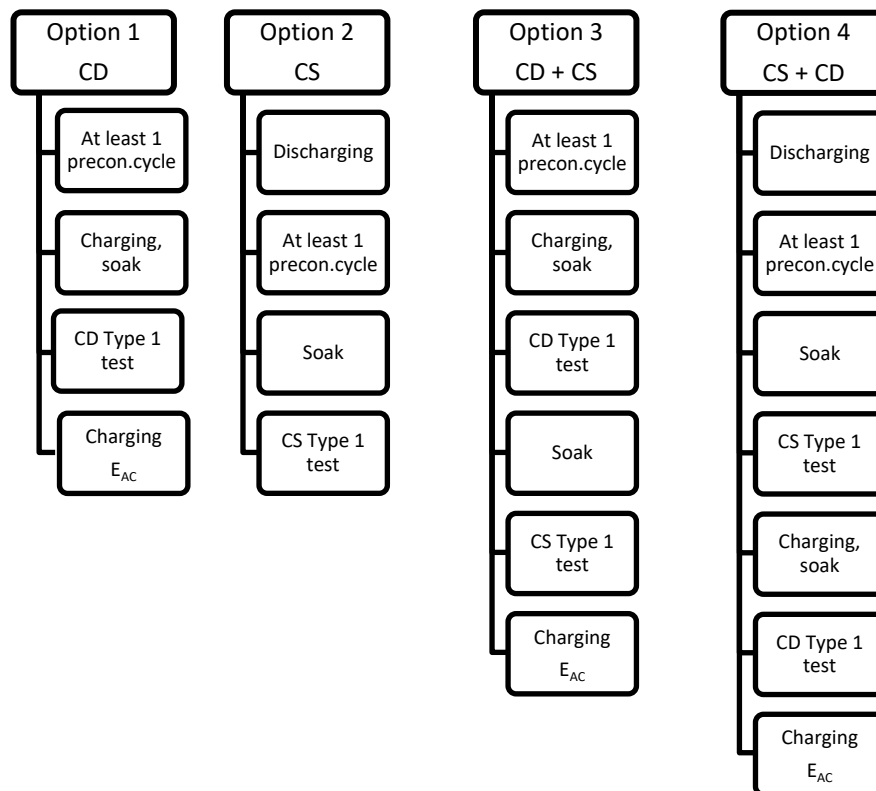 Option 1
CD
At least 1
precon.cycle
Charging,
soak
CD Type 1
test
Charging
EAC
Option 2
CS
Discharging
At least 1
precon.cycle
Soak
CS Type 1
test
Option 3
CD + CS
At least 1
precon.cycle
Charging,
soak
CD Type 1
test
Soak
CS Type 1
test
Charging
EAC
Option 4
CS + CD
Discharging
At least 1
precon.cycle
Soak
CS Type 1
test
Charging,
soak
CD Type 1
test
Charging
EAC